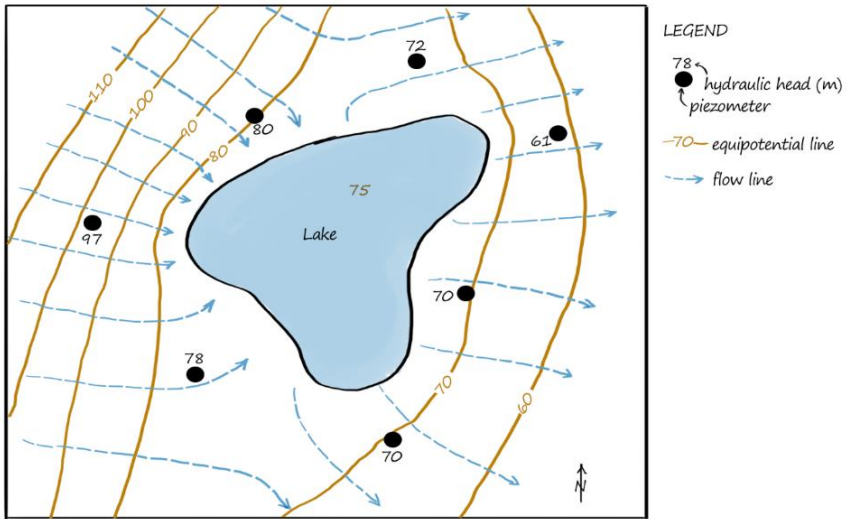 72
110
100
90
80
80
61
75
Lake
97
70
78
70
60
70
N
LEGEND
78
hydraulic head (m)
piezometer
70 equipotential line
flow line